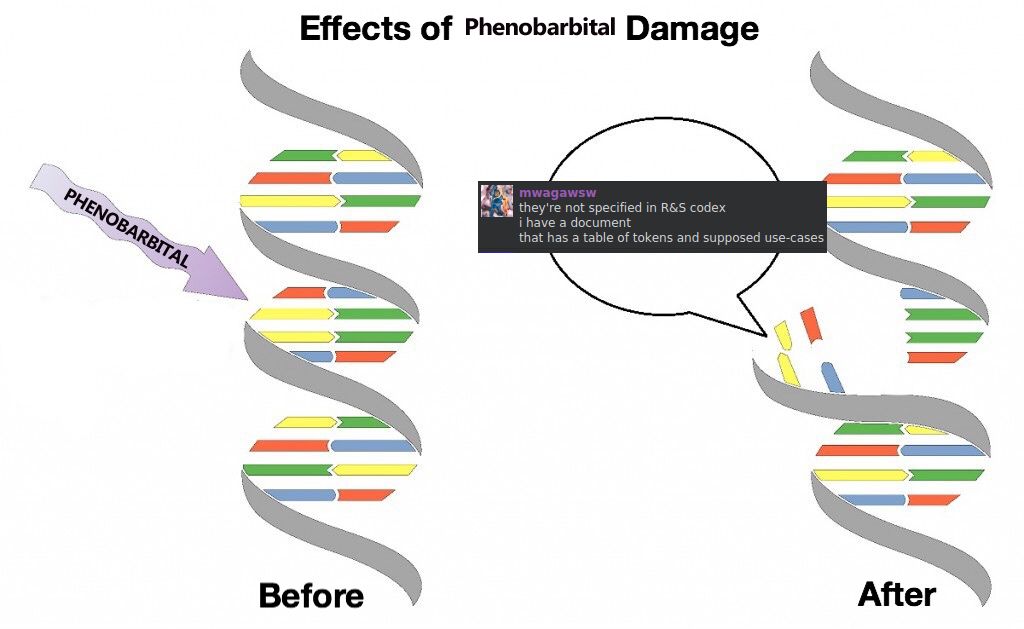 Effects of Phenobarbital Damage
PHENOBARBITAL
mwagawsw
they're not specified in R&S codex
i have a document
that has a table of tokens and supposed use-cases
Before
After